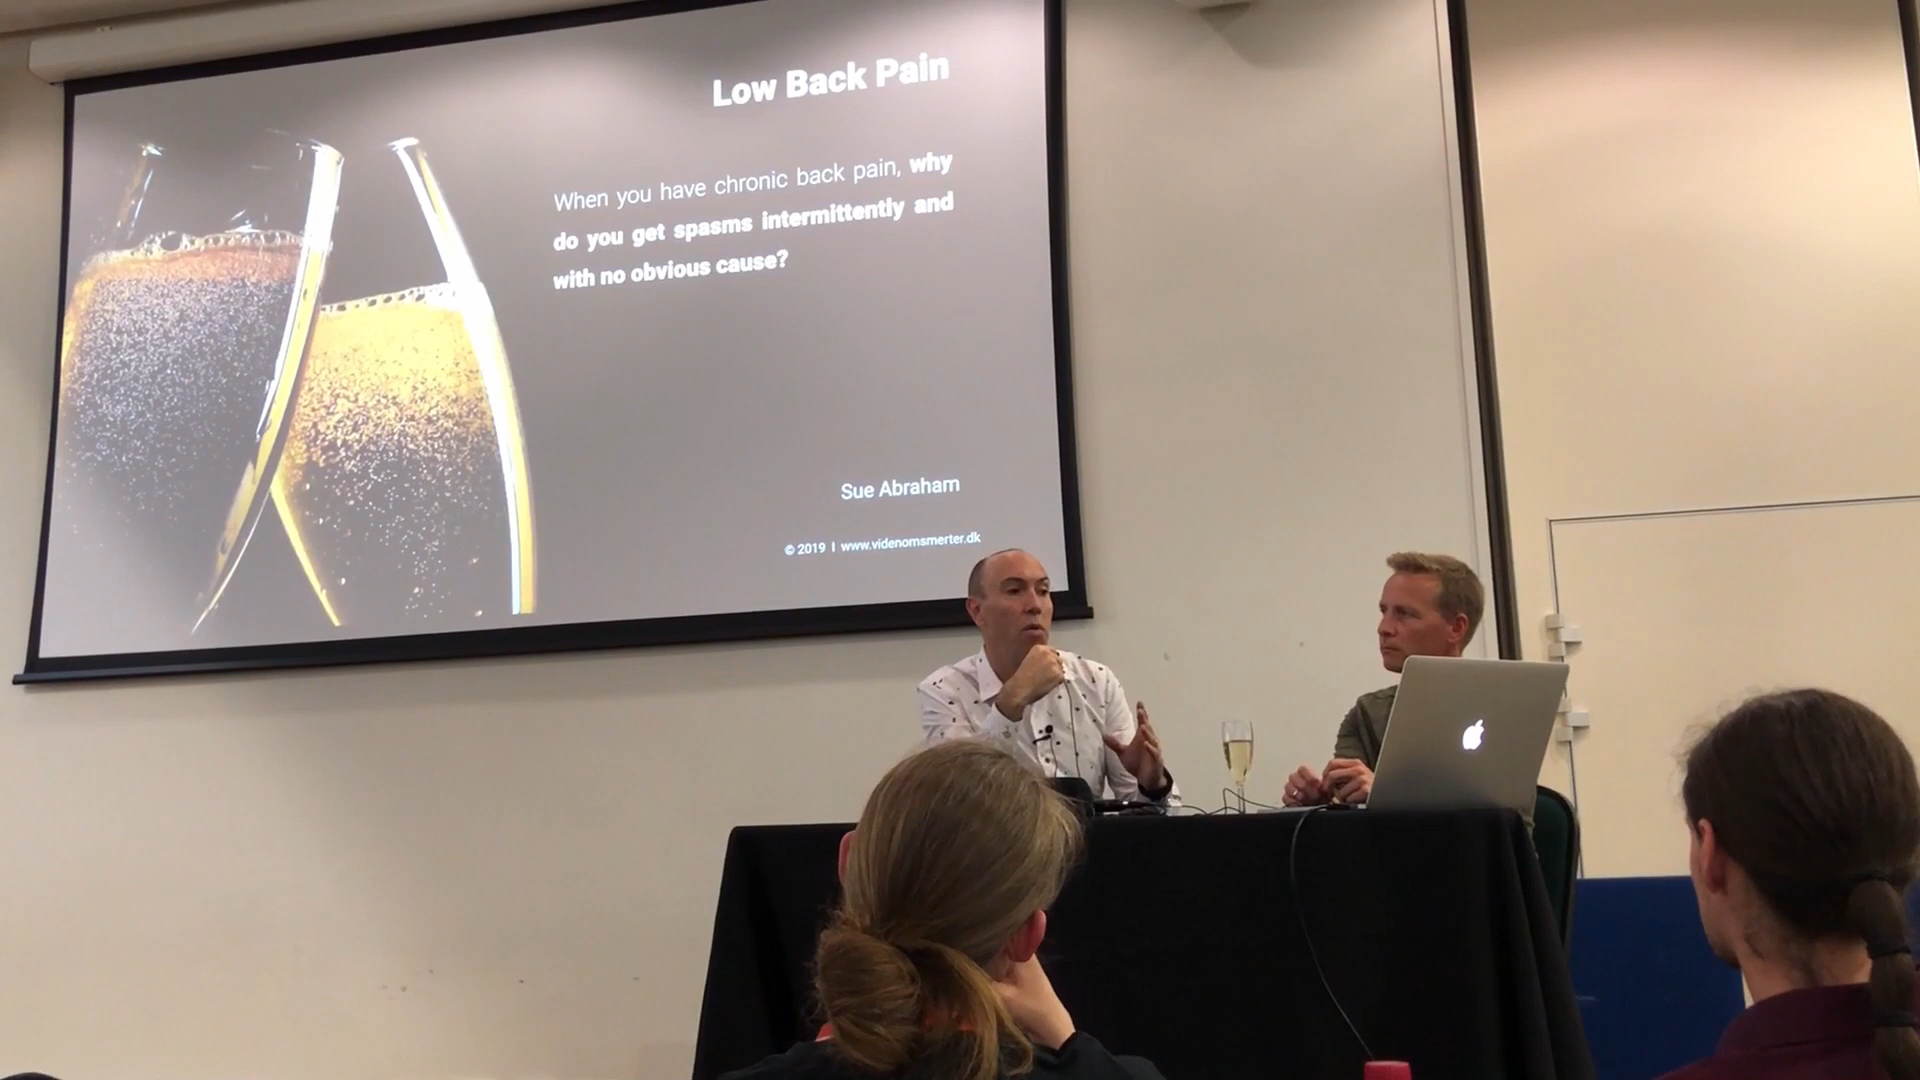 Low Back Pain
When you have chronic back pain, why
do you get spasms intermittently and
with no obvious cause?
Sue Abraham
© 2019 | www.videnomsmerter.dk